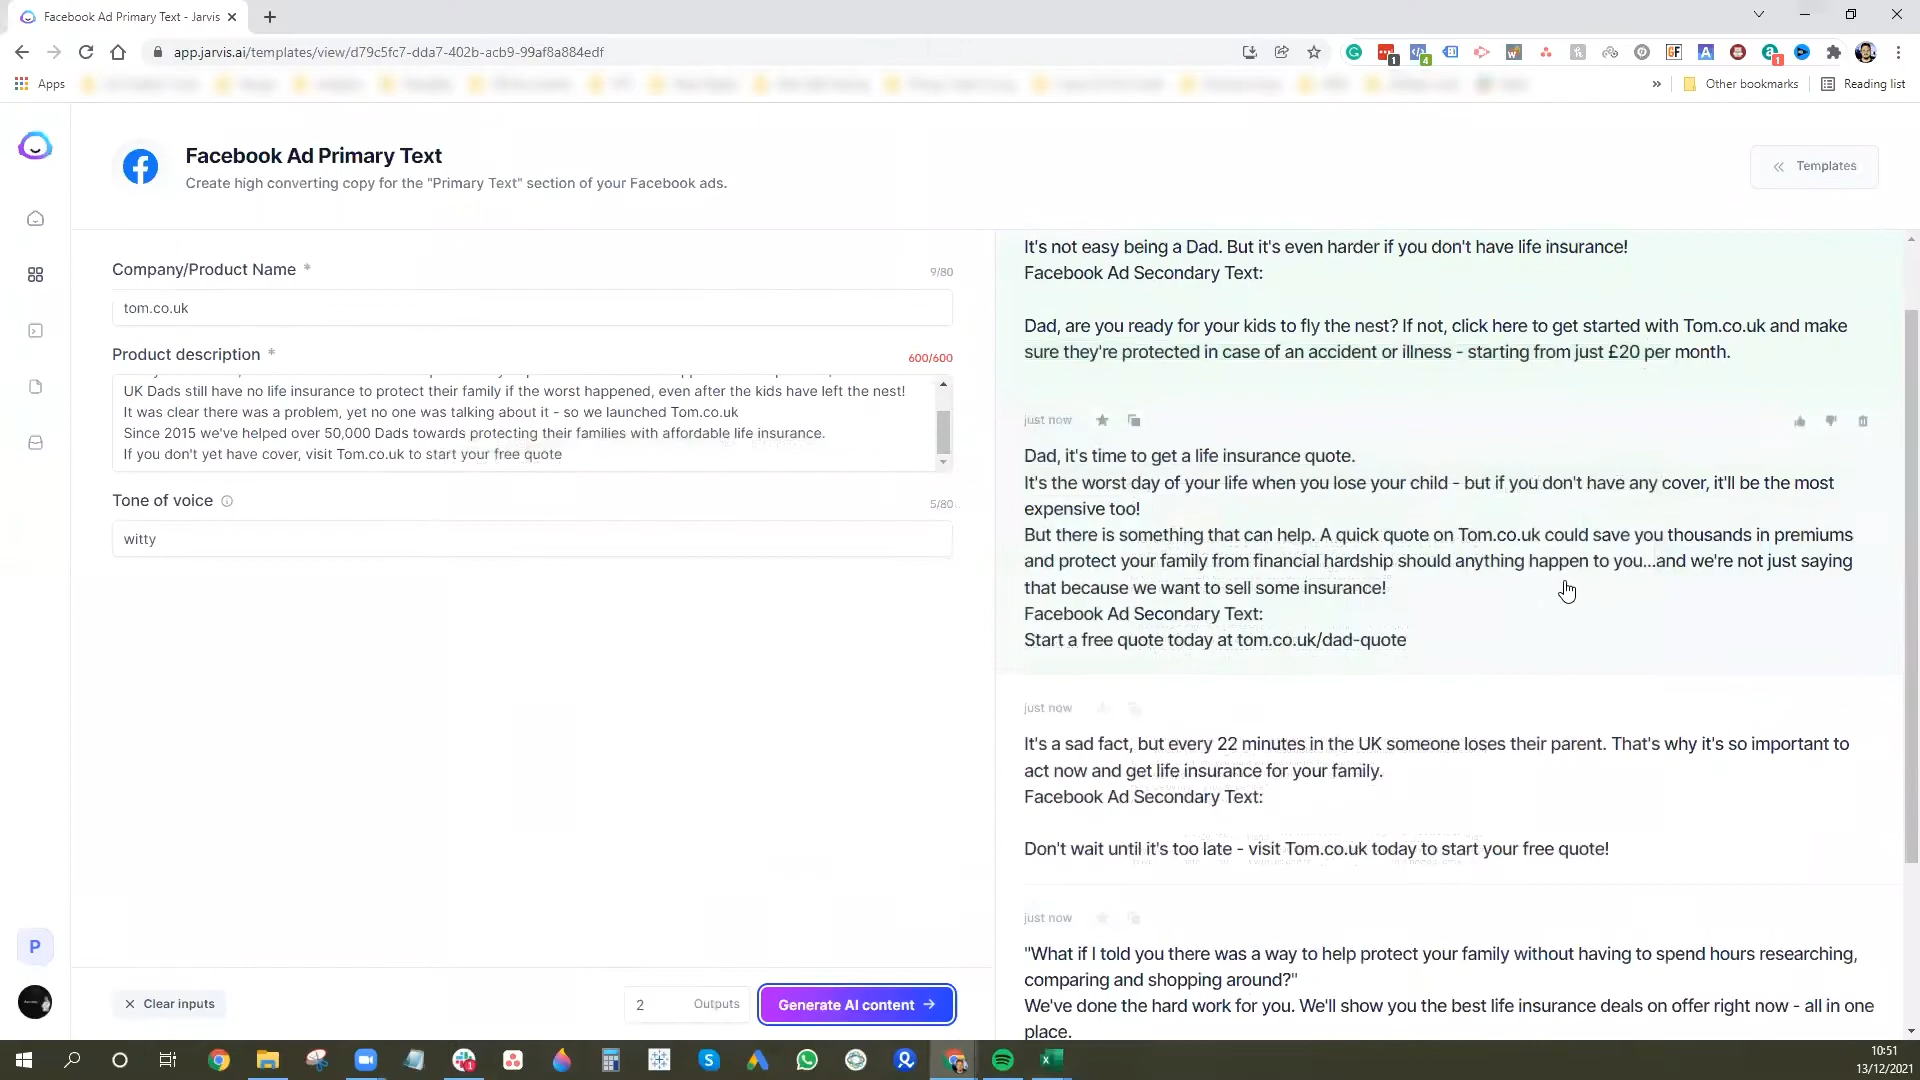 Facebook Ad Primary Text - Jarvis
app.jarvis.ai/templates/view/d79c5fc7-dda7-402b-acb9-99af8a884edf
Apps
Other bookmarks
Reading list
Facebook Ad Primary Text
Create high converting copy for the "Primary Text" section of your Facebook ads.
Templates
Company/Product Name *
9/80
tom.co.uk
Product description *
600/600
UK Dads still have no life insurance to protect their family if the worst happened, even after the kids have left the nest!
It was clear there was a problem, yet no one was talking about it - so we launched Tom.co.uk
Since 2015 we've helped over 50,000 Dads towards protecting their families with affordable life insurance.
If you don't yet have cover, visit Tom.co.uk to start your free quote
Tone of voice
5/80
witty
Clear inputs
2 Outputs
Generate AI content
It's not easy being a Dad. But it's even harder if you don't have life insurance!
Facebook Ad Secondary Text:
Dad, are you ready for your kids to fly the nest? If not, click here to get started with Tom.co.uk and make
sure they're protected in case of an accident or illness - starting from just £20 per month.
just now
Dad, it's time to get a life insurance quote.
It's the worst day of your life when you lose your child - but if you don't have any cover, it'll be the most
expensive too!
But there is something that can help. A quick quote on Tom.co.uk could save you thousands in premiums
and protect your family from financial hardship should anything happen to you...and we're not just saying
that because we want to sell some insurance!
Facebook Ad Secondary Text:
Start a free quote today at tom.co.uk/dad-quote
just now
It's a sad fact, but every 22 minutes in the UK someone loses their parent. That's why it's so important to
act now and get life insurance for your family.
Facebook Ad Secondary Text:
Don't wait until it's too late - visit Tom.co.uk today to start your free quote!
just now
"What if I told you there was a way to help protect your family without having to spend hours researching,
comparing and shopping around?"
We've done the hard work for you. We'll show you the best life insurance deals on offer right now - all in one
place.
P
10:51
13/12/2021